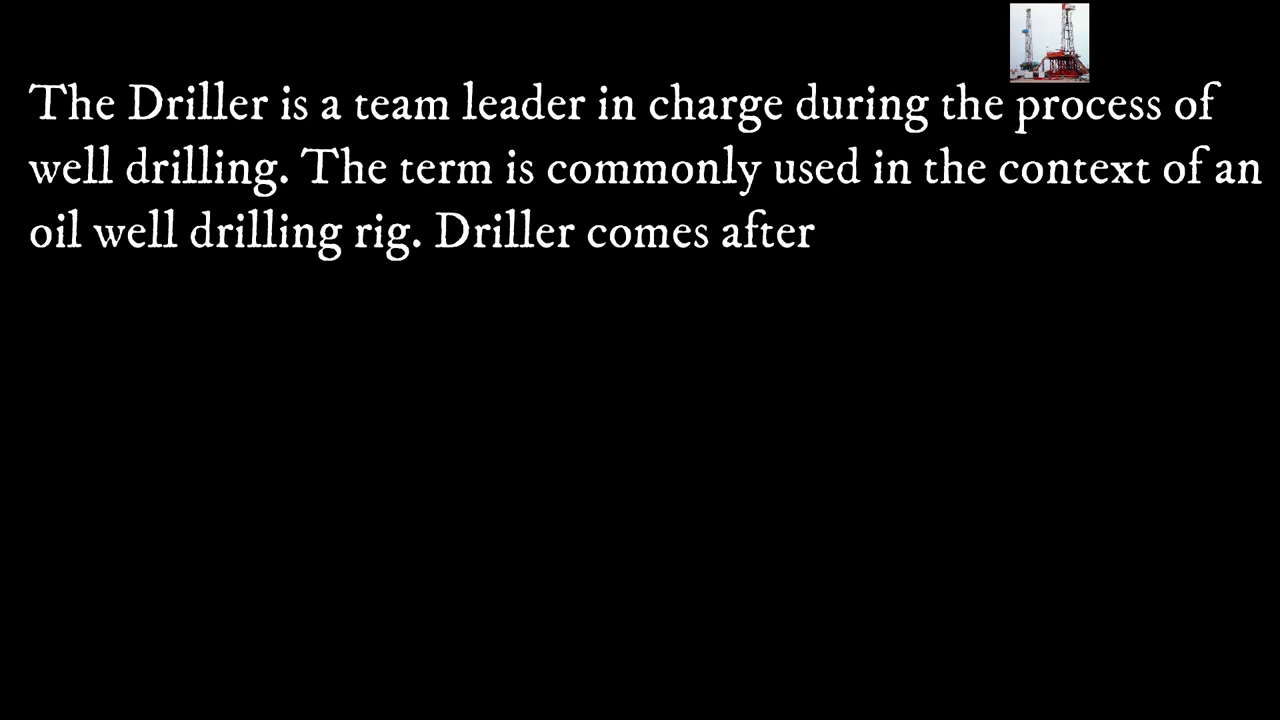 The Driller is a team leader in charge during the process of
well drilling. The term is commonly used in the context of an
oil well drilling rig. Driller comes after